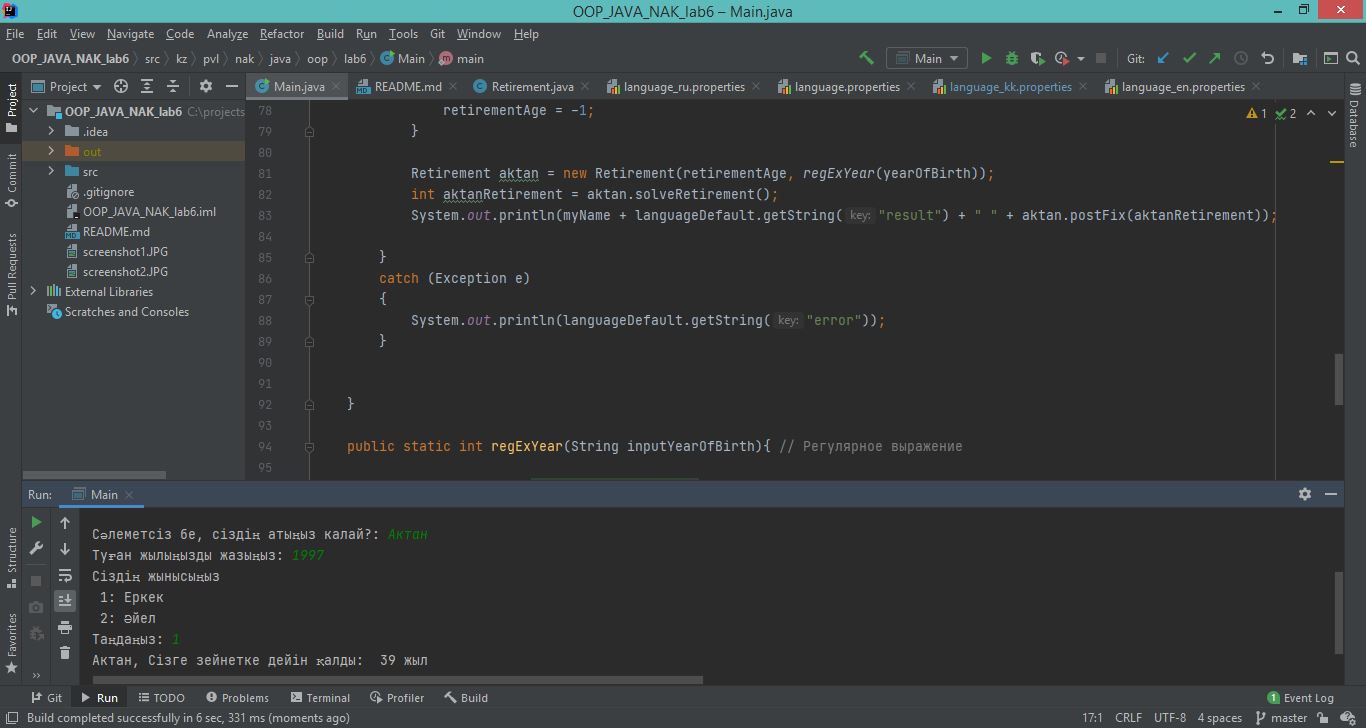 OOP_JAVA_NAK_lab6 – Main.java
File Edit View Navigate Code Analyze Refactor Build Run Tools Git Window Help
OOP_JAVA_NAK_lab6 src kz pvl nak java oop lab6 Main main
Main Git:
Project
Main.java README.md Retirement.java language_ru.properties language.properties language_kk.properties language_en.properties
Project
Commit
Pull Requests
Structure
Favorites
Database
OOP_JAVA_NAK_lab6 C:\projects
.idea
out
src
.gitignore
OOP_JAVA_NAK_lab6.iml
README.md
screenshot1.JPG
screenshot2.JPG
External Libraries
Scratches and Consoles
1 2
78 retirementAge = -1;
79 }
80
81 Retirement aktan = new Retirement(retirementAge, regExYear(yearOfBirth));
82 int aktanRetirement = aktan.solveRetirement();
83 System.out.println(myName + languageDefault.getString( key: "result") + " " + aktan.postFix(aktanRetirement));
84
85 }
86 catch (Exception e)
87 {
88 System.out.println(languageDefault.getString( key: "error"));
89 }
90
91
92 }
93
94 public static int regExYear(String inputYearOfBirth){ // Регулярное выражение
95
Run: Main
Сәлеметсіз бе, сіздің атыңыз калай?: Актан
Туған жылыңызды жазыңыз: 1997
Сіздің жынысыңыз
1: Еркек
2: Әйел
Таңдаңыз: 1
Актан, Сізге зейнетке дейін қалды:  39 жыл
Git Run TODO Problems Terminal Profiler Build 1 Event Log
Build completed successfully in 6 sec, 331 ms (moments ago) 17:1 CRLF UTF-8 4 spaces master